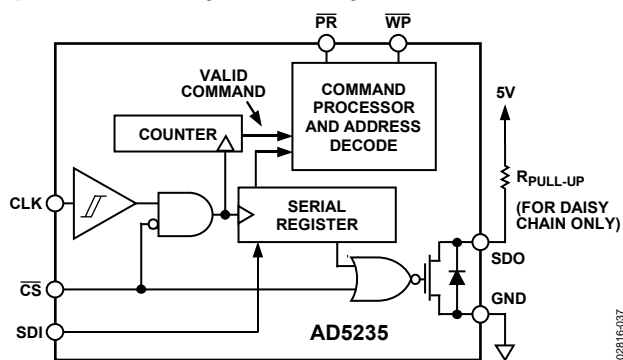 PR
WP
VALID
COMMAND
COMMAND
PROCESSOR
AND ADDRESS
DECODE
5V
COUNTER
RPULL-UP
(FOR DAISY
CHAIN ONLY)
CLK
SERIAL
REGISTER
SDO
CS
GND
SDI
AD5235
02816-037